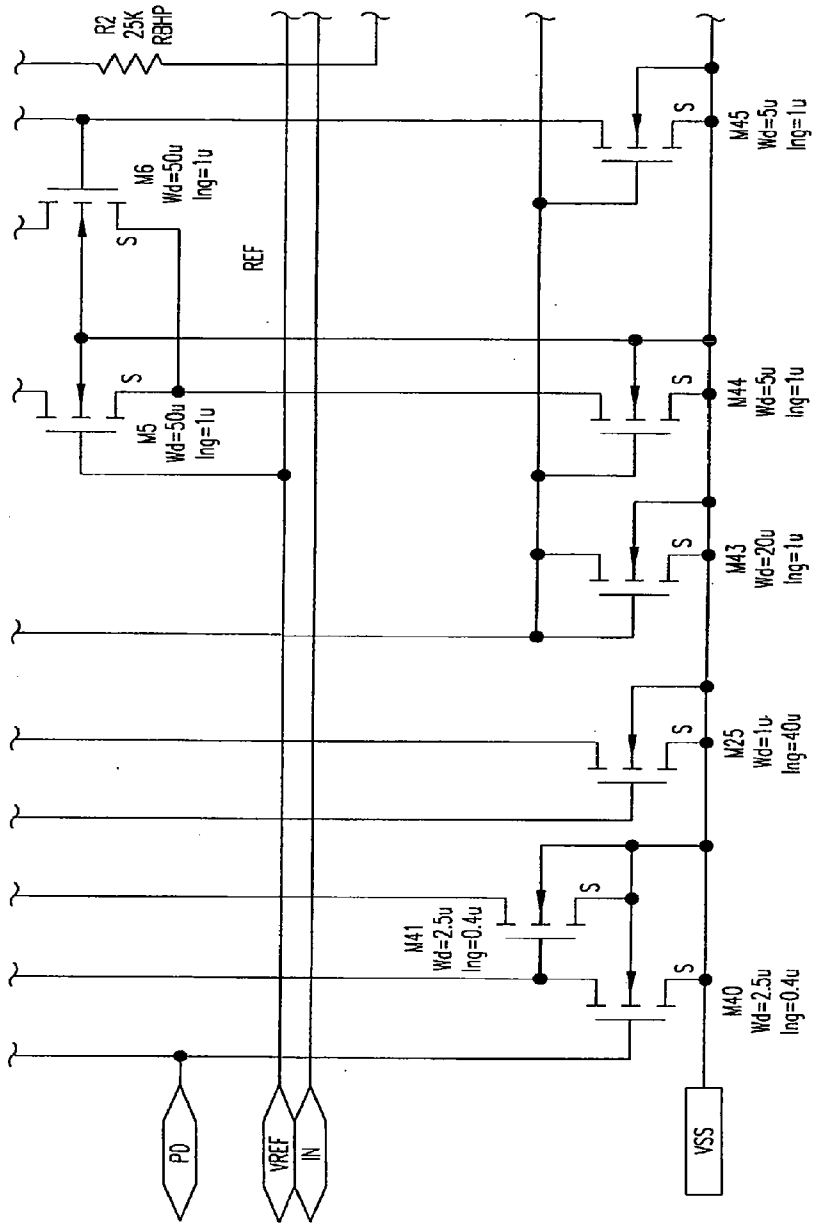 R2
25K
RBHP
M6
Wd=50u
lng=1u
S
M5
Wd=50u
lng=1u
S
REF
PD
VREF
IN
M41
Wd=2.5u
lng=0.4u
S
M40
Wd=2.5u
lng=0.4u
S
M25
Wd=1u
lng=40u
S
M43
Wd=20u
lng=1u
S
M44
Wd=5u
lng=1u
S
M45
Wd=5u
lng=1u
S
VSS